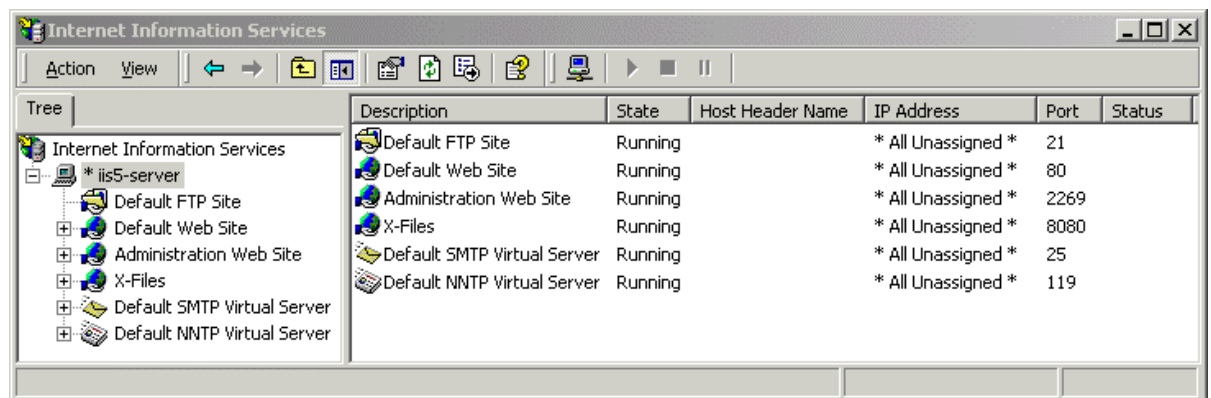 Internet Information Services
Action View
Tree
Description State Host Header Name IP Address Port Status
Internet Information Services
* iis5-server
Default FTP Site
Default Web Site
Administration Web Site
X-Files
Default SMTP Virtual Server
Default NNTP Virtual Server
Default FTP Site Running * All Unassigned * 21
Default Web Site Running * All Unassigned * 80
Administration Web Site Running * All Unassigned * 2269
X-Files Running * All Unassigned * 8080
Default SMTP Virtual Server Running * All Unassigned * 25
Default NNTP Virtual Server Running * All Unassigned * 119